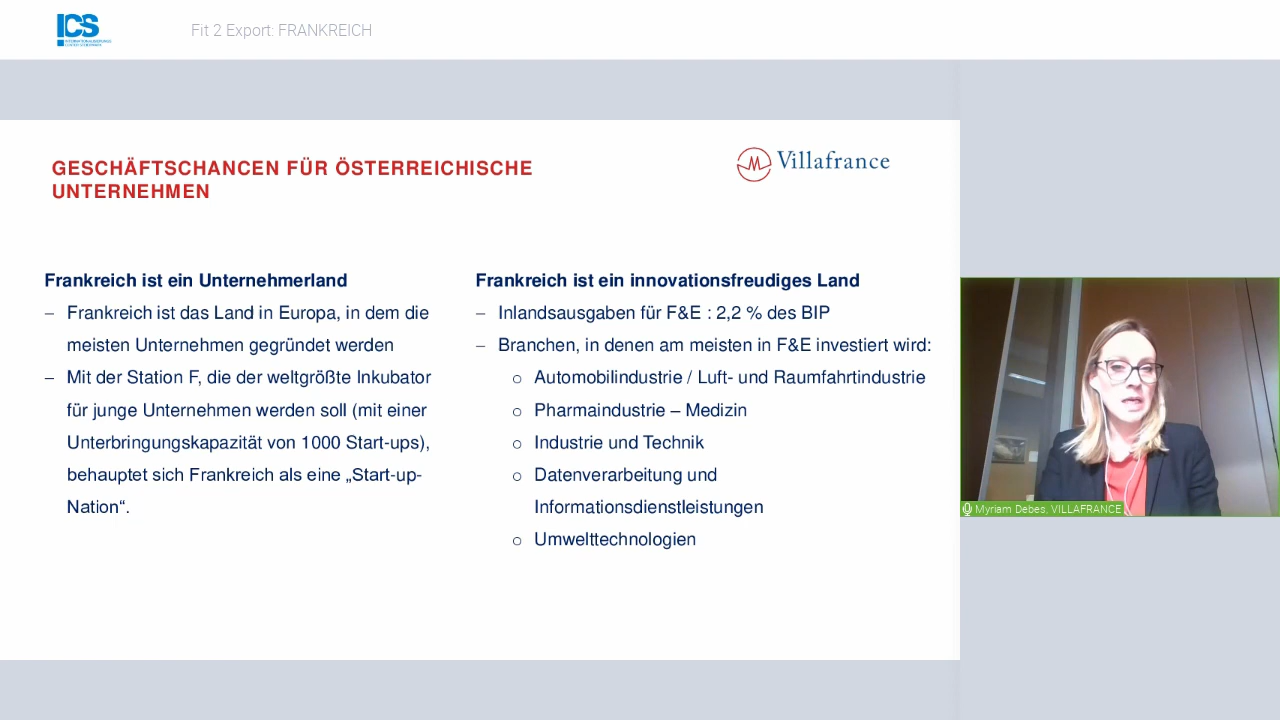 ICS
Fit 2 Export: FRANKREICH
GESCHÄFTSCHANCEN FÜR ÖSTERREICHISCHE
UNTERNEHMEN
Villafrance
Frankreich ist ein Unternehmerland
– Frankreich ist das Land in Europa, in dem die
meisten Unternehmen gegründet werden
– Mit der Station F, die der weltgrößte Inkubator
für junge Unternehmen werden soll (mit einer
Unterbringungskapazität von 1000 Start-ups),
behauptet sich Frankreich als eine „Start-up-
Nation“.
Frankreich ist ein innovationsfreudiges Land
– Inlandsausgaben für F&E : 2,2 % des BIP
– Branchen, in denen am meisten in F&E investiert wird:
o Automobilindustrie / Luft- und Raumfahrtindustrie
o Pharmaindustrie – Medizin
o Industrie und Technik
o Datenverarbeitung und
Informationsdienstleistungen
o Umwelttechnologien
Myriam Debes, VILLAFRANCE